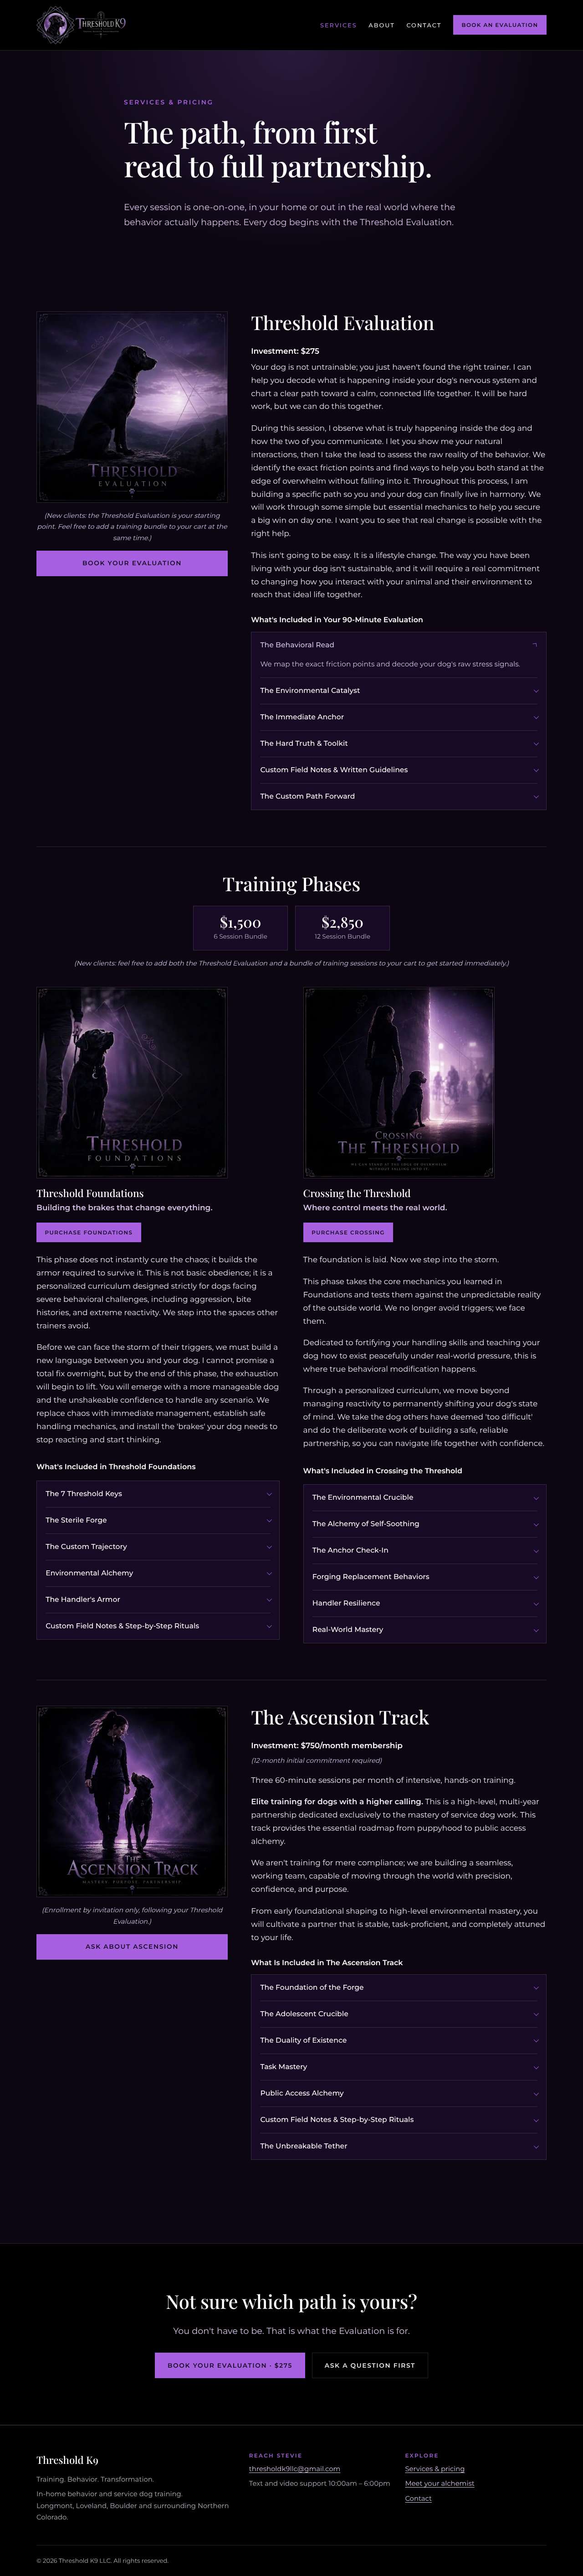 THRESHOLD K9
SERVICES
ABOUT
CONTACT
BOOK AN EVALUATION
SERVICES & PRICING
The path, from first
read to full partnership.
Every session is one-on-one, in your home or out in the real world where the
behavior actually happens. Every dog begins with the Threshold Evaluation.
THRESHOLD
EVALUATION
(New clients: the Threshold Evaluation is your starting
point. Feel free to add a training bundle to your cart at the
same time.)
BOOK YOUR EVALUATION
Threshold Evaluation
Investment: $275
Your dog is not untrainable; you just haven't found the right trainer. I can
help you decode what is happening inside your dog's nervous system and
chart a clear path toward a calm, connected life together. It will be hard
work, but we can do this together.
During this session, I observe what is truly happening inside the dog and
how the two of you communicate. I let you show me your natural
interactions, then I take the lead to assess the raw reality of the behavior. We
identify the exact friction points and find ways to help you both stand at the
edge of overwhelm without falling into it. Throughout this process, I am
building a specific path so you and your dog can finally live in harmony. We
will work through some simple but essential mechanics to help you secure
a big win on day one. I want you to see that real change is possible with the
right help.
This isn't going to be easy. It is a lifestyle change. The way you have been
living with your dog isn't sustainable, and it will require a real commitment
to changing how you interact with your animal and their environment to
reach that ideal life together.
What's Included in Your 90-Minute Evaluation
The Behavioral Read
We map the exact friction points and decode your dog's raw stress signals.
The Environmental Catalyst
The Immediate Anchor
The Hard Truth & Toolkit
Custom Field Notes & Written Guidelines
The Custom Path Forward
Training Phases
$1,500
6 Session Bundle
$2,850
12 Session Bundle
(New clients: feel free to add both the Threshold Evaluation and a bundle of training sessions to your cart to get started immediately.)
THRESHOLD
FOUNDATIONS
Threshold Foundations
Building the brakes that change everything.
PURCHASE FOUNDATIONS
This phase does not instantly cure the chaos; it builds the
armor required to survive it. This is not basic obedience; it is a
personalized curriculum designed strictly for dogs facing
severe behavioral challenges, including aggression, bite
histories, and extreme reactivity. We step into the spaces other
trainers avoid.
Before we can face the storm of their triggers, we must build a
new language between you and your dog. I cannot promise a
total fix overnight, but by the end of this phase, the exhaustion
will begin to lift. You will emerge with a more manageable dog
and the unshakeable confidence to handle any scenario. We
replace chaos with immediate management, establish safe
handling mechanics, and install the 'brakes' your dog needs to
stop reacting and start thinking.
What's Included in Threshold Foundations
The 7 Threshold Keys
The Sterile Forge
The Custom Trajectory
Environmental Alchemy
The Handler's Armor
Custom Field Notes & Step-by-Step Rituals
CROSSING
THE THRESHOLD
Crossing the Threshold
Where control meets the real world.
PURCHASE CROSSING
The foundation is laid. Now we step into the storm.
This phase takes the core mechanics you learned in
Foundations and tests them against the unpredictable reality
of the outside world. We no longer avoid triggers; we face
them.
Dedicated to fortifying your handling skills and teaching your
dog how to exist peacefully under real-world pressure, this is
where true behavioral modification happens.
Through a personalized curriculum, we move beyond
managing reactivity to permanently shifting your dog's state
of mind. We take the dog others have deemed 'too difficult'
and do the deliberate work of building a safe, reliable
partnership, so you can navigate life together with confidence.
What's Included in Crossing the Threshold
The Environmental Crucible
The Alchemy of Self-Soothing
The Anchor Check-In
Forging Replacement Behaviors
Handler Resilience
Real-World Mastery
THE
ASCENSION TRACK
MASTERY. PURPOSE. PARTNERSHIP.
(Enrollment by invitation only, following your Threshold
Evaluation.)
ASK ABOUT ASCENSION
The Ascension Track
Investment: $750/month membership
(12-month initial commitment required)
Three 60-minute sessions per month of intensive, hands-on training.
Elite training for dogs with a higher calling. This is a high-level, multi-year
partnership dedicated exclusively to the mastery of service dog work. This
track provides the essential roadmap from puppyhood to public access
alchemy.
We aren't training for mere compliance; we are building a seamless,
working team, capable of moving through the world with precision,
confidence, and purpose.
From early foundational shaping to high-level environmental mastery, you
will cultivate a partner that is stable, task-proficient, and completely attuned
to your life.
What Is Included in The Ascension Track
The Foundation of the Forge
The Adolescent Crucible
The Duality of Existence
Task Mastery
Public Access Alchemy
Custom Field Notes & Step-by-Step Rituals
The Unbreakable Tether
Not sure which path is yours?
You don't have to be. That is what the Evaluation is for.
BOOK YOUR EVALUATION · $275
ASK A QUESTION FIRST
Threshold K9
Training. Behavior. Transformation.
In-home behavior and service dog training.
Longmont, Loveland, Boulder and surrounding Northern
Colorado.
REACH STEVIE
thresholdk9llc@gmail.com
Text and video support 10:00am – 6:00pm
EXPLORE
Services & pricing
Meet your alchemist
Contact
© 2026 Threshold K9 LLC. All rights reserved.